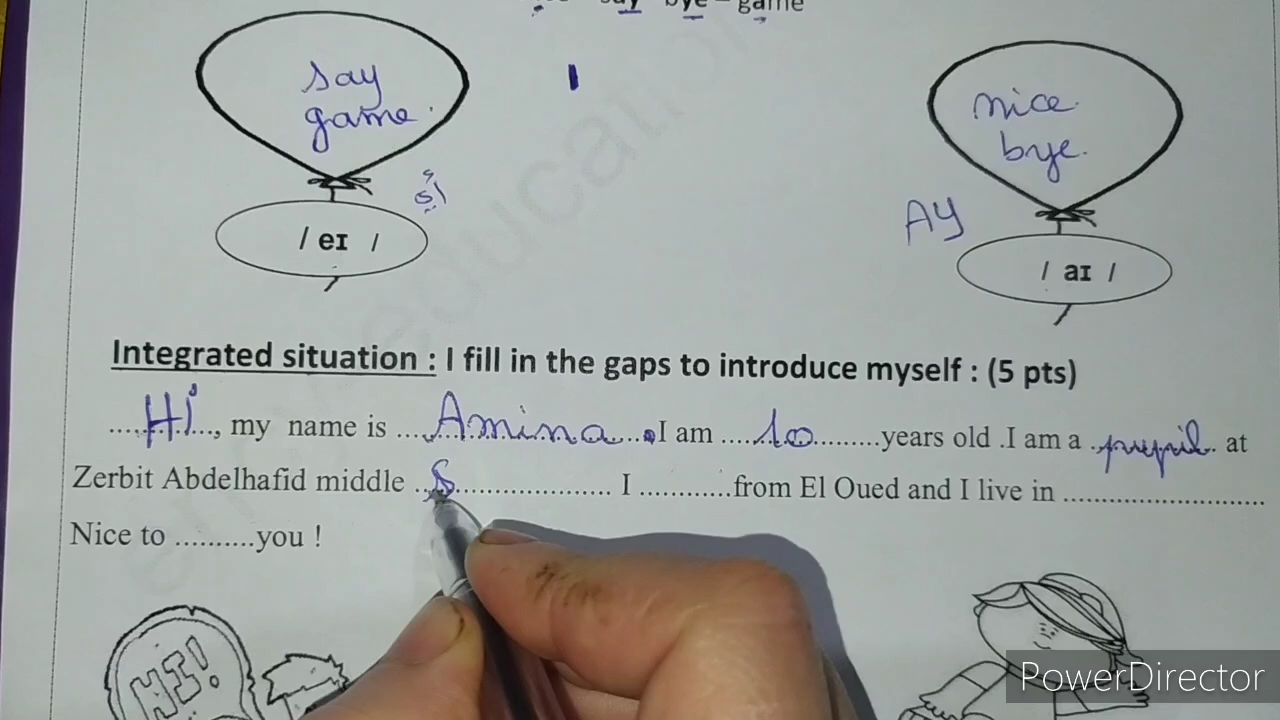 say bye – game
say
game.
nice
bye.
أيْ
AY
/ eɪ /
/ aɪ /
Integrated situation : I fill in the gaps to introduce myself : (5 pts)
...Hi..., my name is ...Amina.... I am ....10.........years old .I am a .pupil.. at
Zerbit Abdelhafid middle ..s.................... I ............from El Oued and I live in ..........................
Nice to ..........you !
HI!
PowerDirector